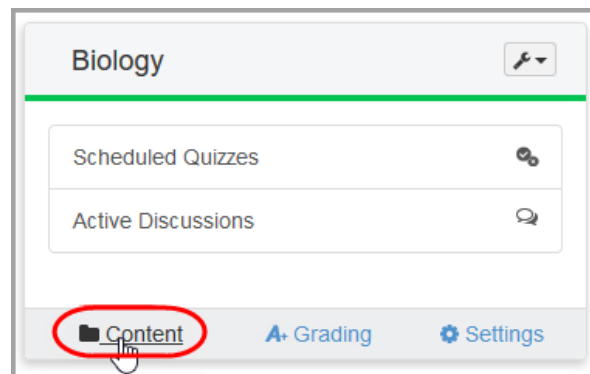 Biology
Scheduled Quizzes
Active Discussions
Content A+ Grading Settings